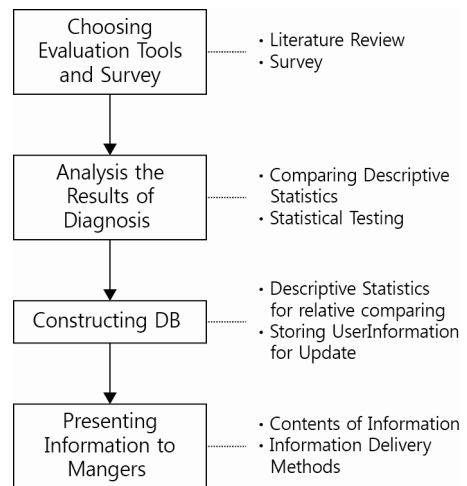 Choosing
Evaluation Tools
and Survey
• Literature Review
• Survey
Analysis the
Results of
Diagnosis
• Comparing Descriptive
Statistics
• Statistical Testing
Constructing DB
• Descriptive Statistics
for relative comparing
• Storing UserInformation
for Update
Presenting
Information to
Mangers
• Contents of Information
• Information Delivery
Methods